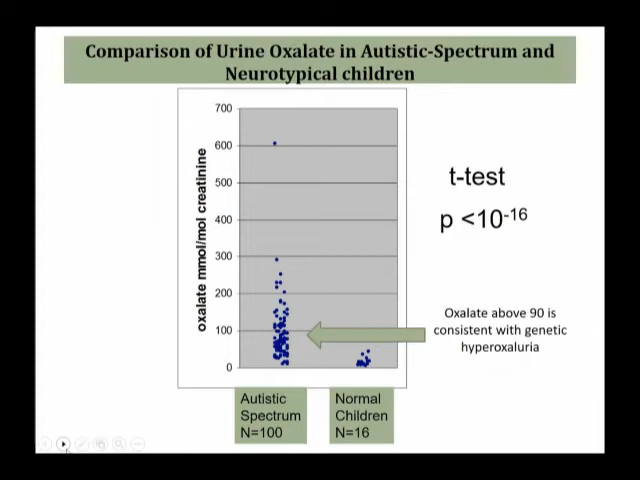 Comparison of Urine Oxalate in Autistic-Spectrum and
Neurotypical children
700
600
500
400
300
200
100
0
oxalate mmol/mol creatinine
t-test
p <10-16
Oxalate above 90 is
consistent with genetic
hyperoxaluria
Autistic
Spectrum
N=100
Normal
Children
N=16